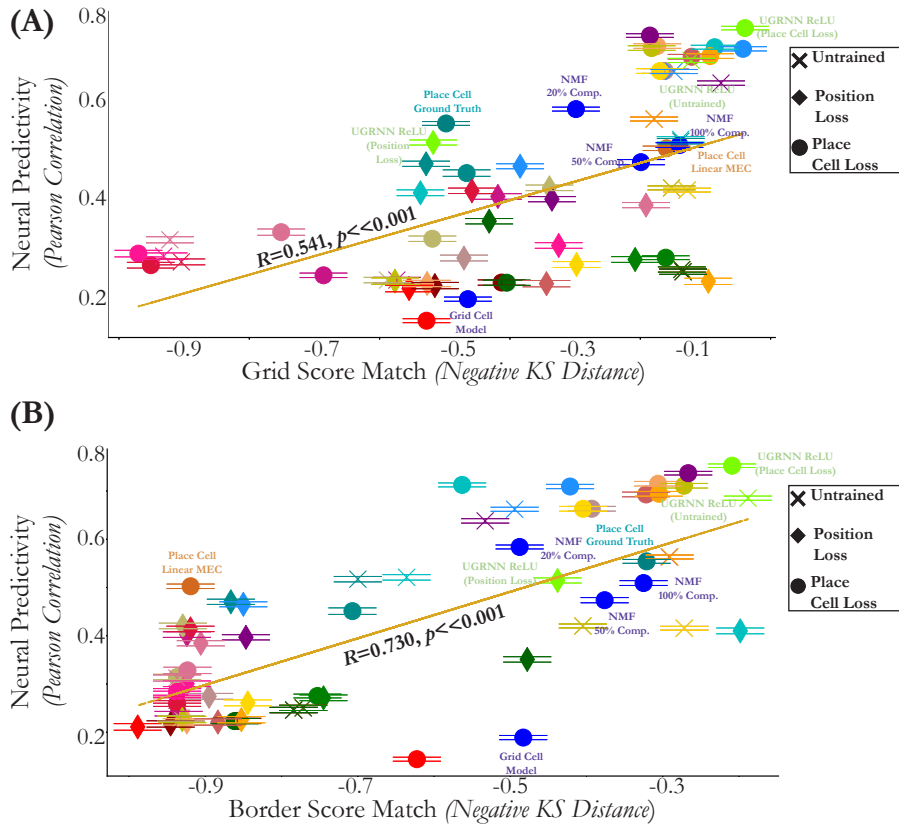 (A)
0.8
0.6
0.4
0.2
Neural Predictivity
(Pearson Correlation)
UGRNN ReLU
(Place Cell Loss)
NMF
20% Comp.
Place Cell
Ground Truth
UGRNN ReLU
(Untrained)
UGRNN ReLU
(Position
Loss)
NMF
100% Comp.
NMF
50% Comp.
Place Cell
Linear MEC
R=0.541, p<<0.001
Grid Cell
Model
Untrained
Position
Loss
Place
Cell Loss
-0.9
-0.7
-0.5
-0.3
-0.1
Grid Score Match (Negative KS Distance)
(B)
0.8
0.6
0.4
0.2
Neural Predictivity
(Pearson Correlation)
UGRNN ReLU
(Place Cell Loss)
UGRNN ReLU
(Untrained)
Place Cell
Ground Truth
NMF
20% Comp.
Place Cell
Linear MEC
UGRNN ReLU
(Position Loss)
NMF
100% Comp.
NMF
50% Comp.
R=0.730, p<<0.001
Grid Cell
Model
Untrained
Position
Loss
Place
Cell Loss
-0.9
-0.7
-0.5
-0.3
Border Score Match (Negative KS Distance)